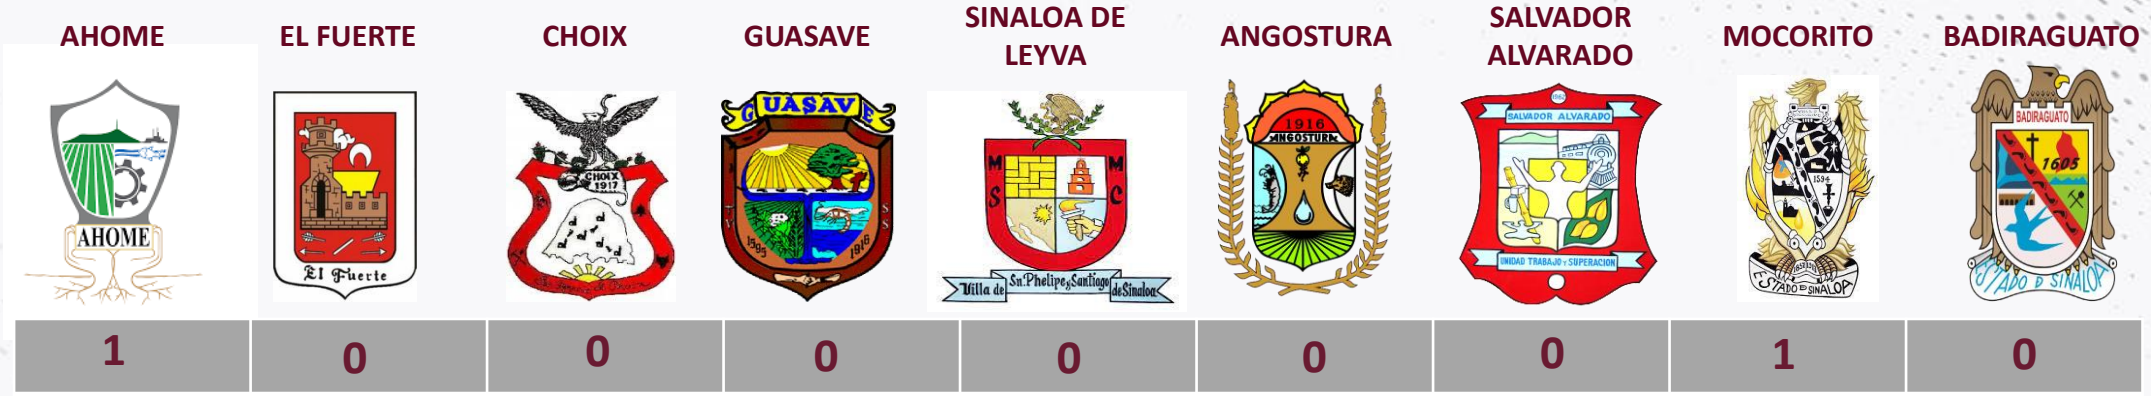 AHOME
EL FUERTE
CHOIX
GUASAVE
SINALOA DE
LEYVA
ANGOSTURA
SALVADOR
ALVARADO
MOCORITO
BADIRAGUATO
AHOME
El Fuerte
CHOIX
1917
GUASAVE
1595
1916
M M
S C
Villa de Sn. Phelipe y Santiago de Sinaloa
1916
ANGOSTURA
1962
SALVADOR ALVARADO
UNIDAD TRABAJO Y SUPERACION
1594
ESTADO DE SINALOA
BADIRAGUATO
1605
ESTADO D SINALOA
1
0
0
0
0
0
0
1
0